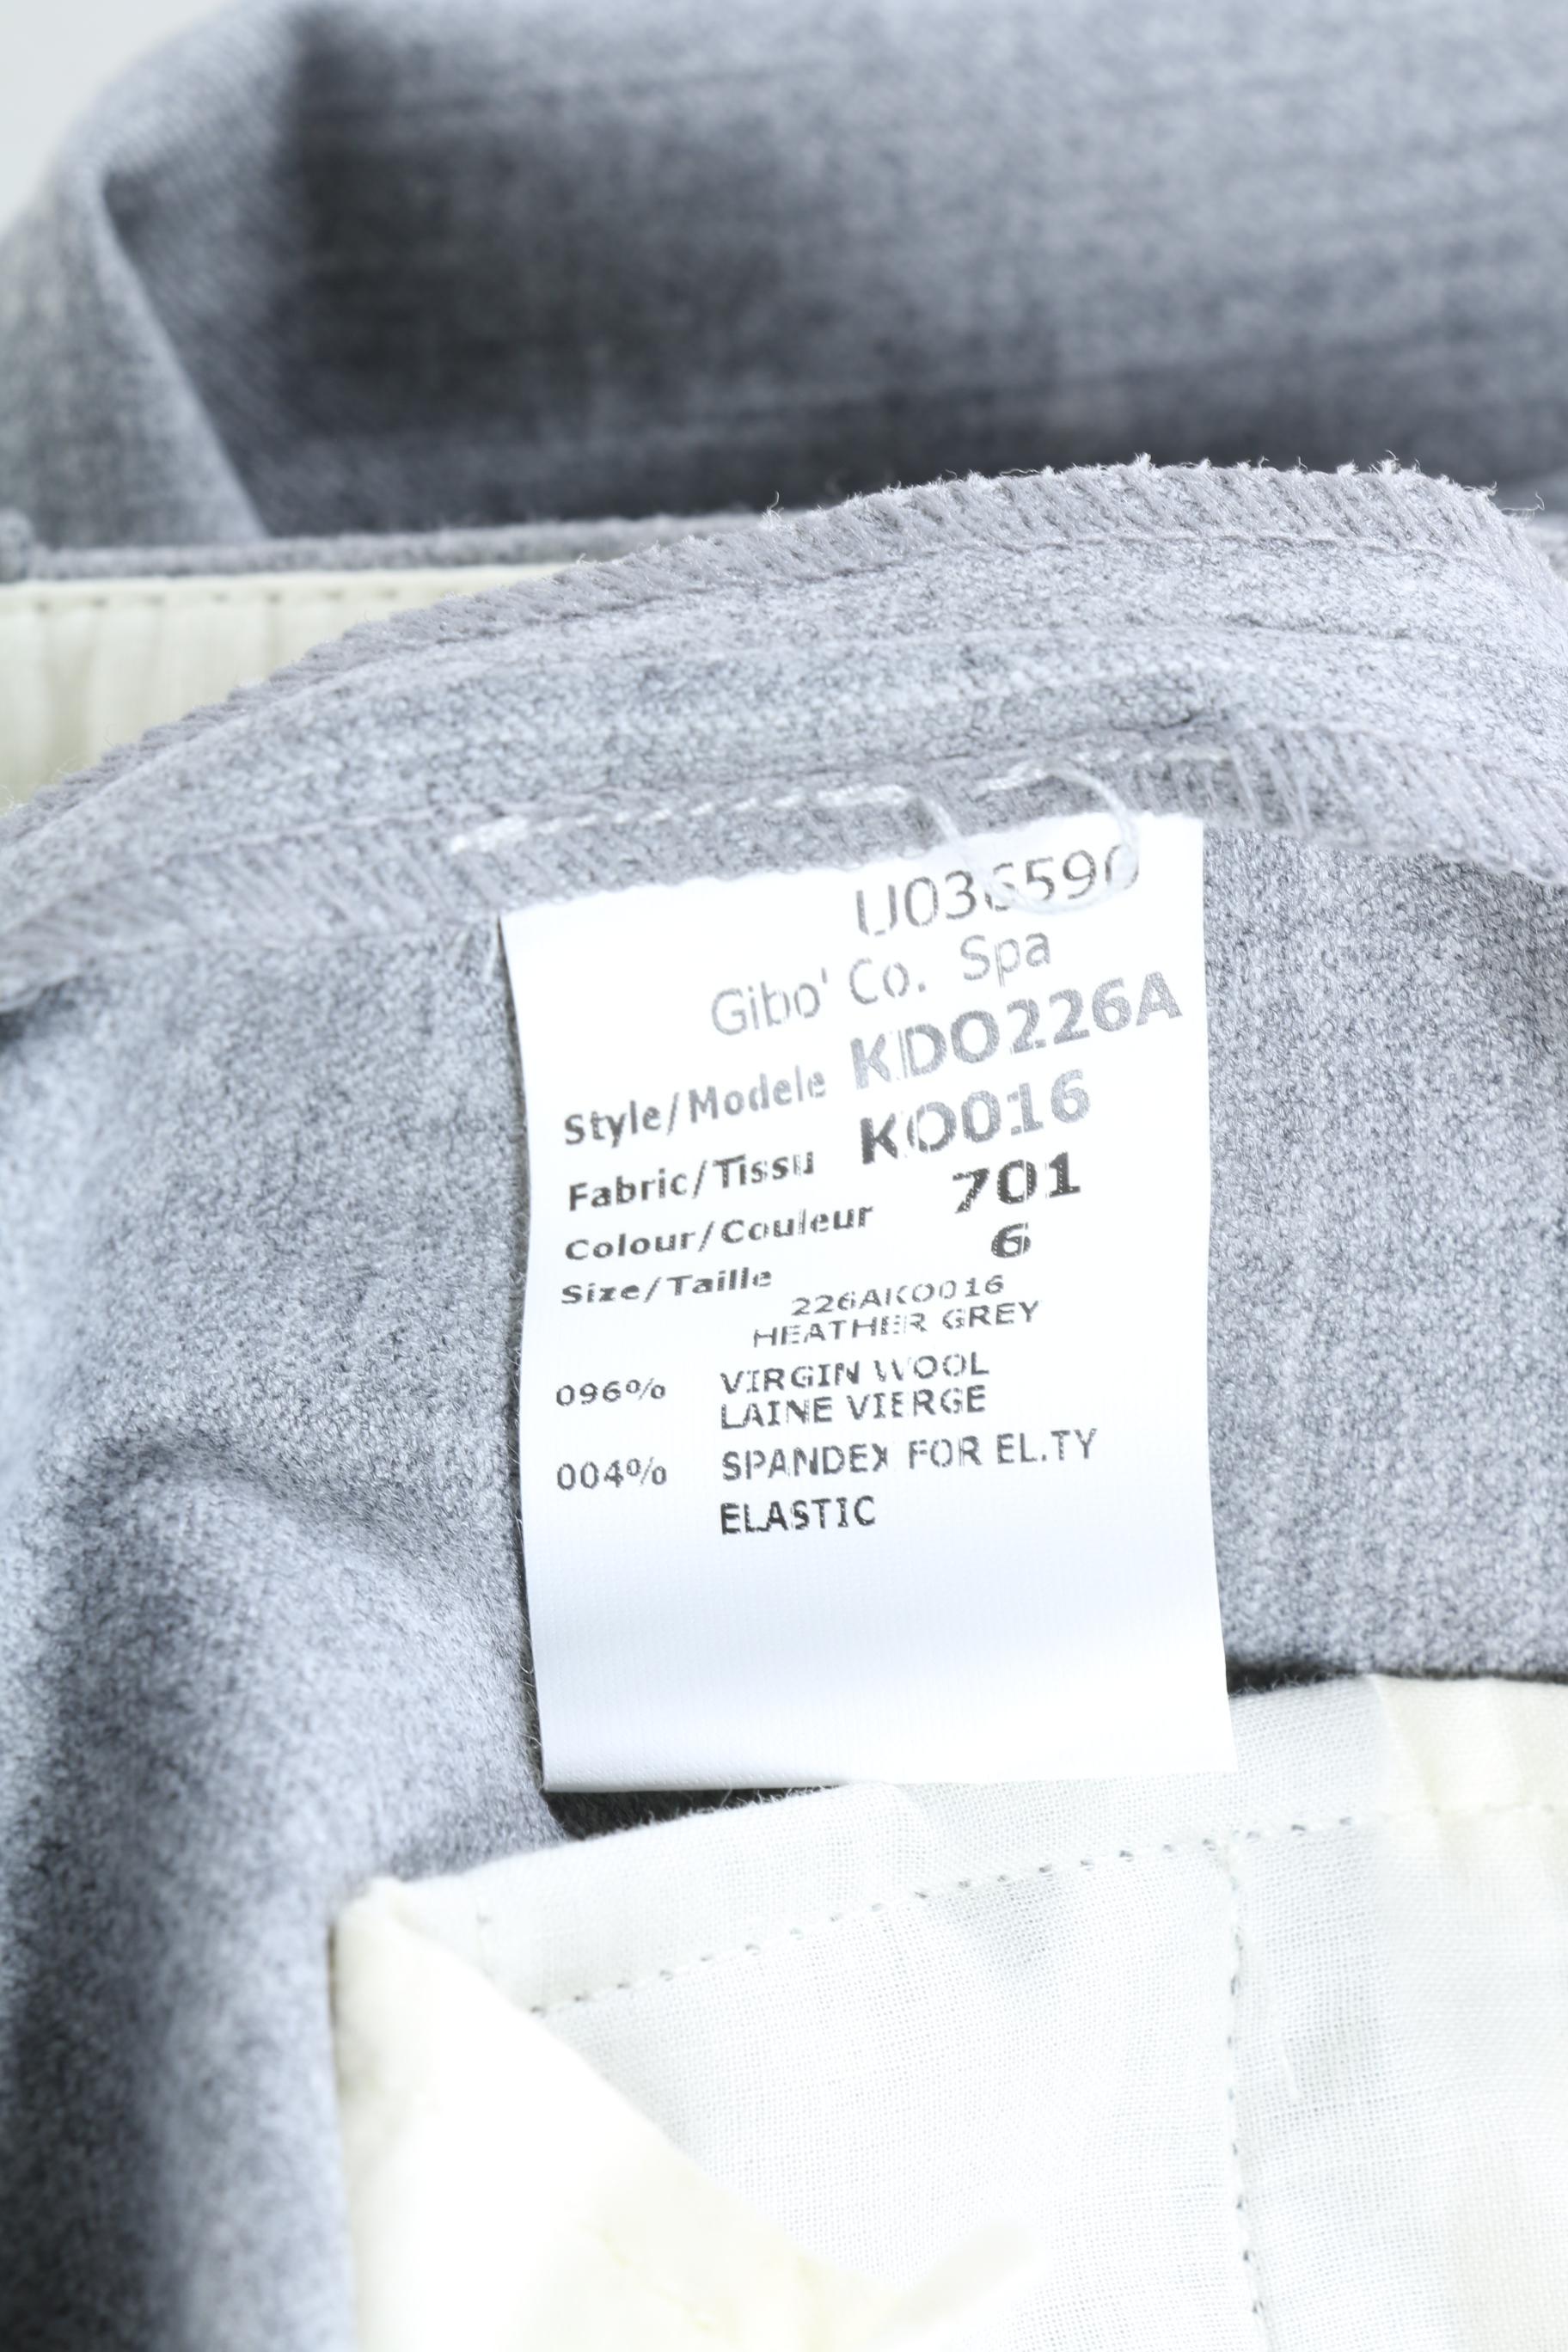 U036590
Gibo' Co. Spa
Style/Modele KDO226A
Fabric/Tissu KO016
Colour/Couleur 701
Size/Taille 6
226AKO016
HEATHER GREY
096% VIRGIN WOOL
LAINE VIERGE
004% SPANDEX FOR EL.TY
ELASTIC